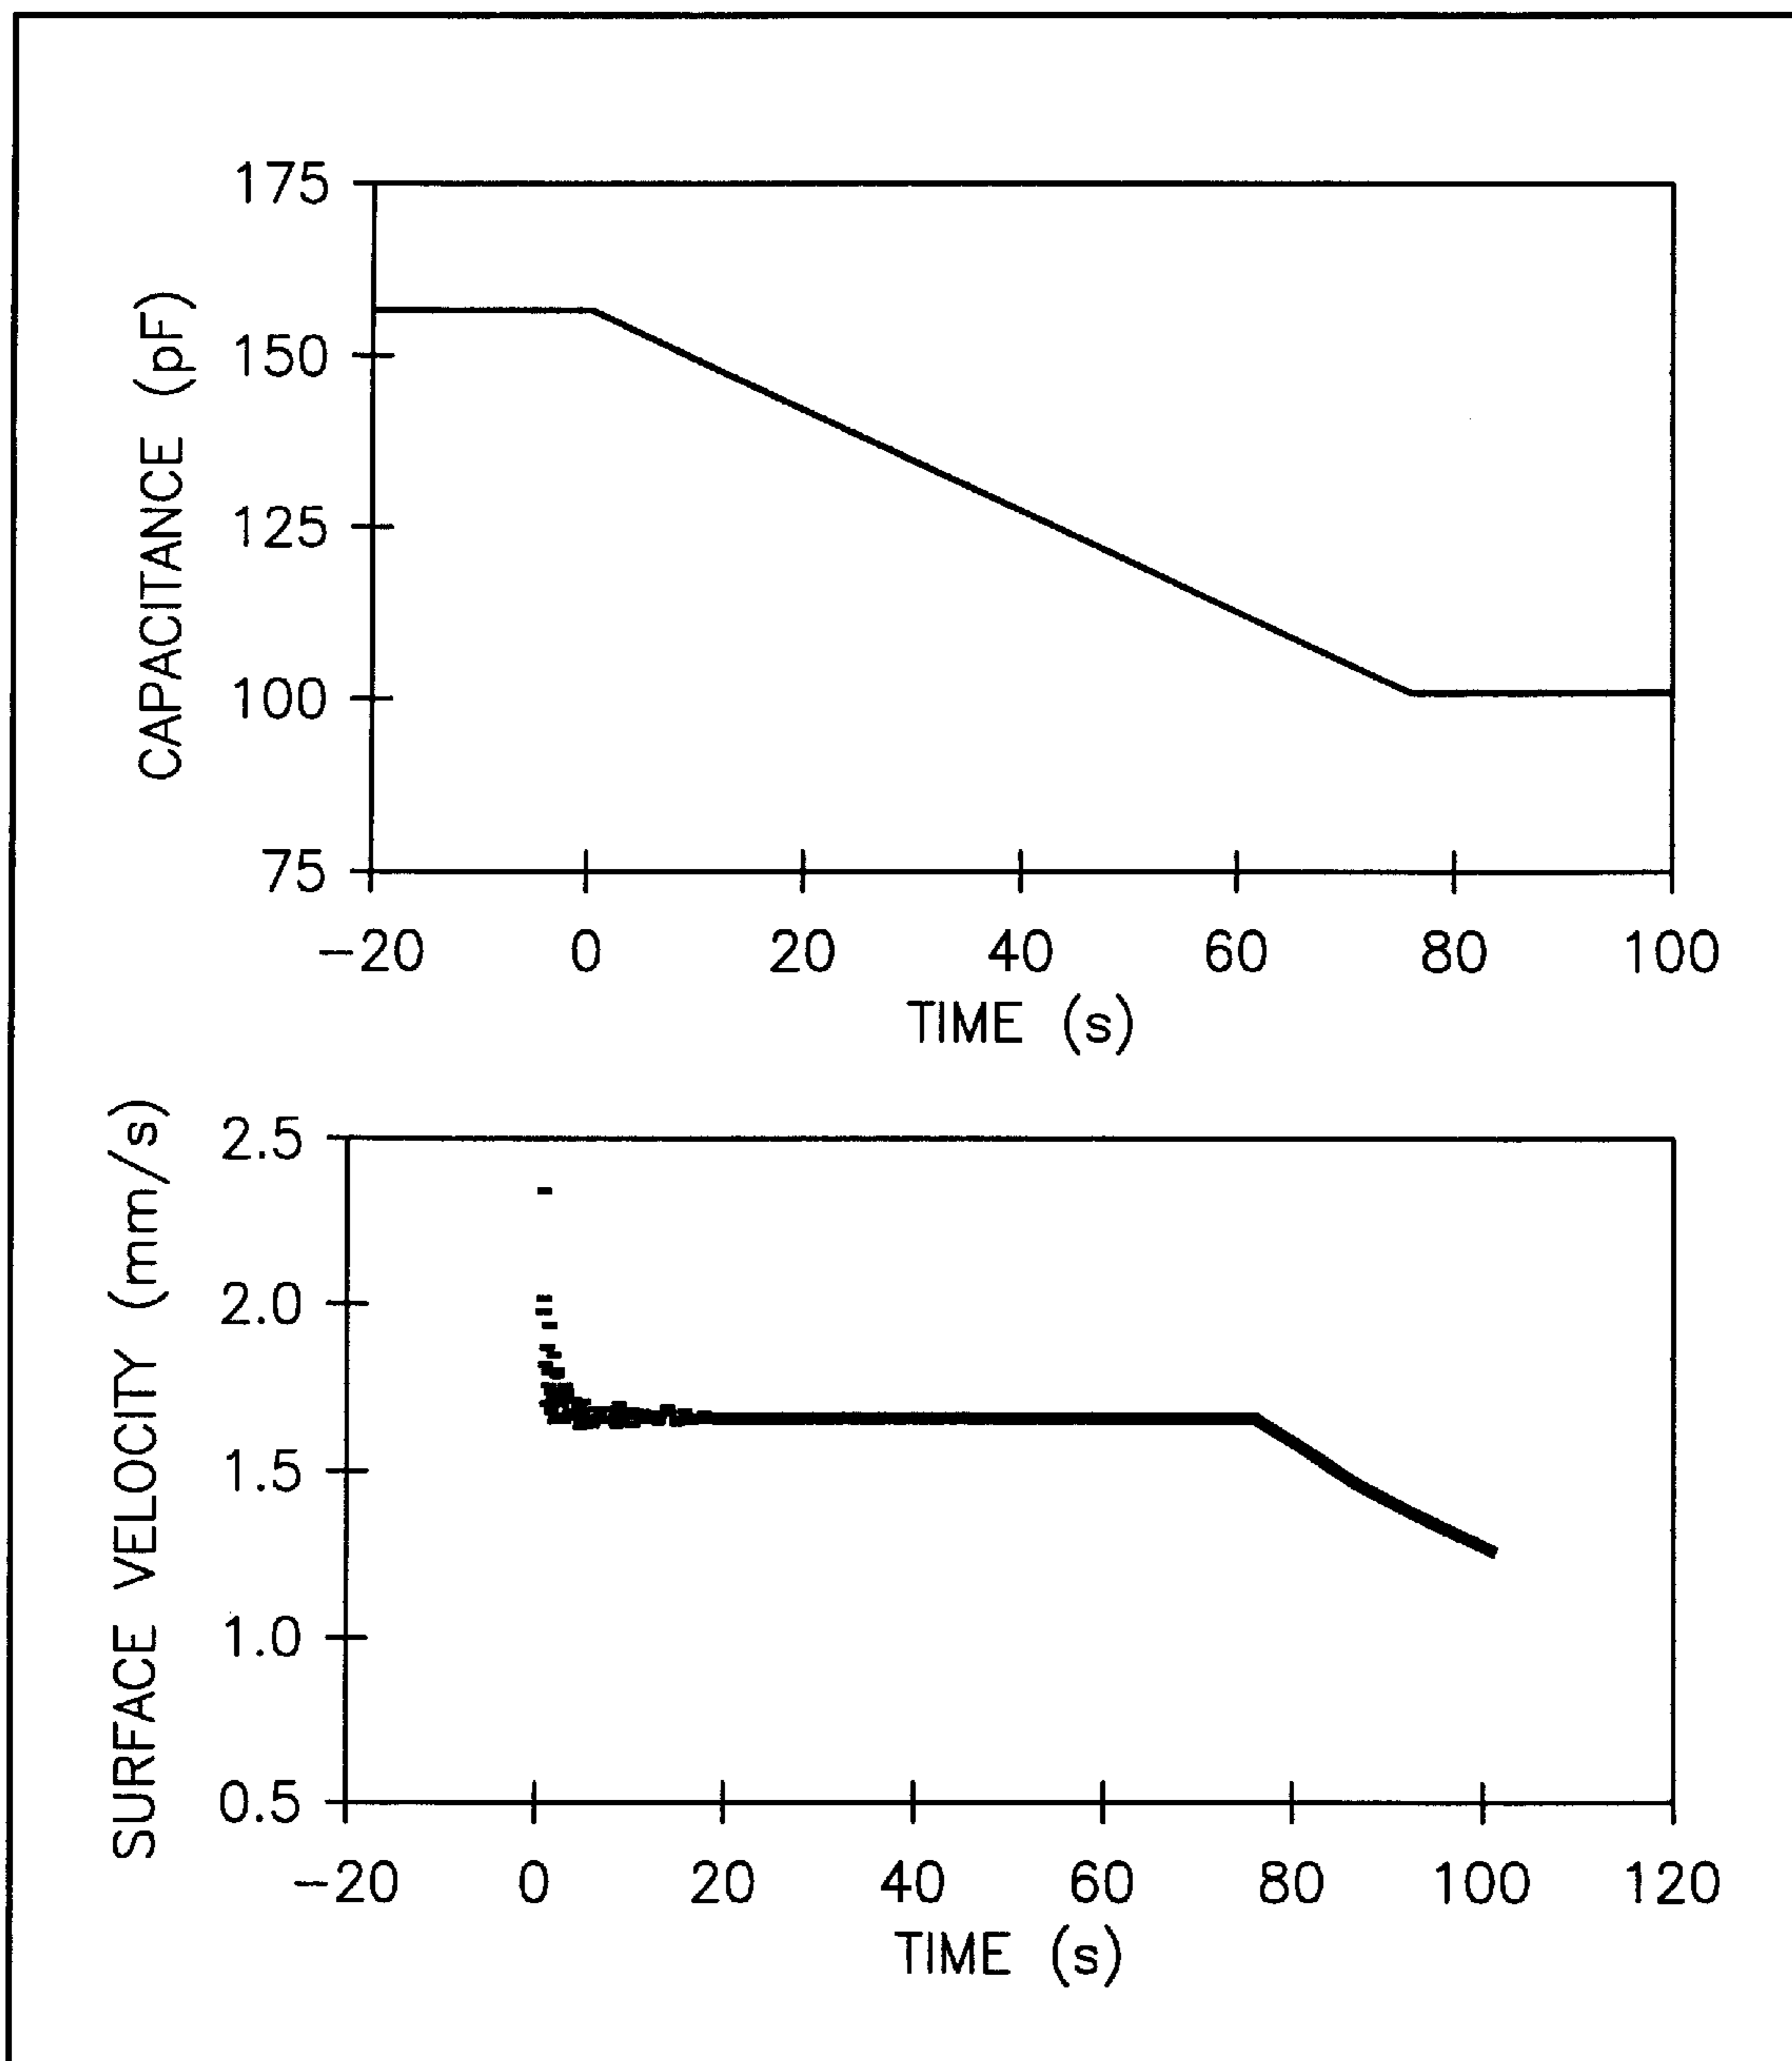 CAPACITANCE (pF)
175
150
125
100
75
-20 0 20 40 60 80 100
TIME (s)
SURFACE VELOCITY (mm/s)
2.5
2.0
1.5
1.0
0.5
-20 0 20 40 60 80 100 120
TIME (s)